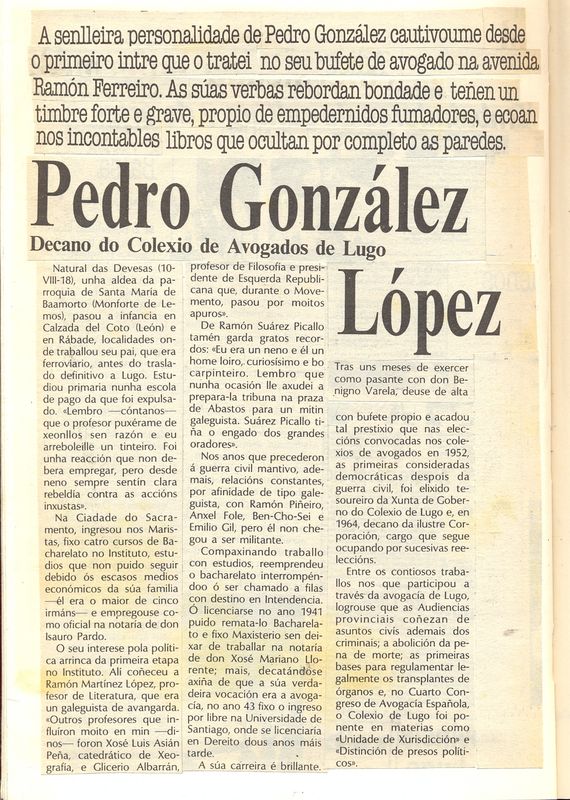 A senlleira personalidade de Pedro González cautivoume desde
o primeiro intre que o tratei no seu bufete de avogado na avenida
Ramón Ferreiro. As súas verbas rebordan bondade e teñen un
timbre forte e grave, propio de empedernidos fumadores, e ecoan
nos incontables libros que ocultan por completo as paredes.
Pedro González
Decano do Colexio de Avogados de Lugo
López
Natural das Devesas (10-
VIII-18), unha aldea da pa-
rroquia de Santa María de
Baamorto (Monforte de Le-
mos), pasou a infancia en
Calzada del Coto (León) e
en Rábade, localidades on-
de traballou seu pai, que era
ferroviario, antes do trasla-
do definitivo a Lugo. Estu-
diou primaria nunha escola
de pago da que foi expulsa-
do. «Lembro —cóntanos—
que o profesor puxérame de
xeonllos sen razón e eu
arreboleille un tinteiro. Foi
unha reacción que non de-
bera empregar, pero desde
neno sempre sentín clara
rebeldía contra as accións
inxustas».
Na Ciadade do Sacra-
mento, ingresou nos Maris-
tas, fixo catro cursos de Ba-
charelato no Instituto, estu-
dios que non puido seguir
debido ós escasos medios
económicos da súa familia
—él era o maior de cinco
irmáns— e empregouse co-
mo oficial na notaría de don
Isauro Pardo.
O seu interese pola polí-
tica arrinca da primeira etapa
no Instituto. Alí coñeceu a
Ramón Martínez López, pro-
fesor de Literatura, que era
un galeguista de avangarda.
«Outros profesores que in-
fluíron moito en min —di-
nos— foron Xosé Luis Asián
Peña, catedrático de Xeo-
grafía, e Glicerio Albarrán,
profesor de Filosofía e presi-
dente de Esquerda Republi-
cana que, durante o Move-
mento, pasou por moitos
apuros».
De Ramón Suárez Picallo
tamén garda gratos recor-
dos: «Eu era un neno e él un
home loiro, curiosísimo e bo
carpinteiro. Lembro que
nunha ocasión lle axudei a
prepara-la tribuna na praza
de Abastos para un mitin
galeguista. Suárez Picallo ti-
ña o engado dos grandes
oradores».
Nos anos que precederon
á guerra civil mantivo, ade-
mais, relacións constantes,
por afinidade de tipo gale-
guista, con Ramón Piñeiro,
Anxel Fole, Ben-Cho-Sei e
Emilio Gil, pero él non che-
gou a ser militante.
Compaxinando traballo
con estudios, reemprendeu
o bacharelato interrompén-
doo ó ser chamado a filas
con destino en Intendencia.
Ó licenciarse no ano 1941
puido remata-lo Bacharela-
to e fixo Maxisterio sen dei-
xar de traballar na notaría
de don Xosé Mariano Llo-
rente; mais, decatándose
axiña de que a súa verda-
deira vocación era a avoga-
cía, no ano 43 fixo o ingreso
por libre na Universidade de
Santiago, onde se licenciaría
en Dereito dous anos máis
tarde.
A súa carreira é brillante.
Tras uns meses de exercer
como pasante con don Be-
nigno Varela, deuse de alta
con bufete propio e acadou
tal prestixio que nas elec-
cións convocadas nos cole-
xios de avogados en 1952,
as primeiras consideradas
democráticas despois da
guerra civil, foi elixido te-
soureiro da Xunta de Gober-
no do Colexio de Lugo e, en
1964, decano da ilustre Cor-
poración, cargo que segue
ocupando por sucesivas ree-
leccións.
Entre os contiosos traba-
llos nos que participou a
través da avogacía de Lugo,
logrouse que as Audiencias
provinciais coñezan de
asuntos civís ademais dos
criminais; a abolición da pe-
na de morte; as primeiras
bases para regulamentar le-
galmente os transplantes de
órganos e, no Cuarto Con-
greso de Avogacía Española,
o Colexio de Lugo foi po-
nente en materias como
«Unidade de Xurisdicción» e
«Distinción de presos políti-
cos».